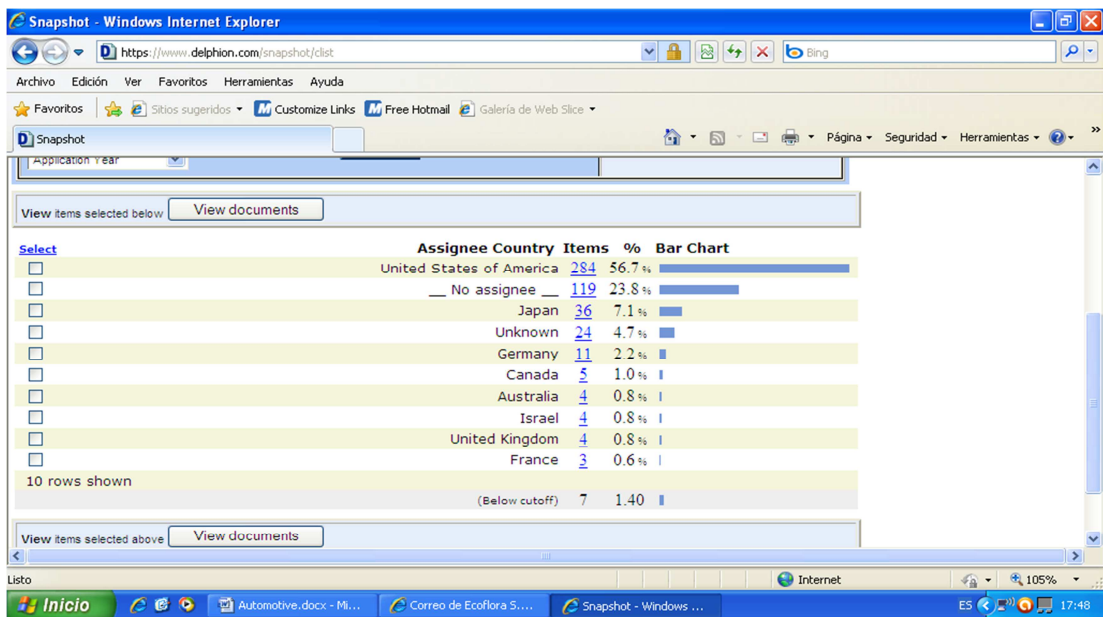 Snapshot - Windows Internet Explorer
https://www.delphion.com/snapshot/clist Bing
Archivo Edición Ver Favoritos Herramientas Ayuda
Favoritos Sitios sugeridos Customize Links Free Hotmail Galería de Web Slice
Snapshot Página Seguridad Herramientas
Application Year
View items selected below View documents
Select Assignee Country Items % Bar Chart
United States of America 284 56.7 %
__ No assignee __ 119 23.8 %
Japan 36 7.1 %
Unknown 24 4.7 %
Germany 11 2.2 %
Canada 5 1.0 %
Australia 4 0.8 %
Israel 4 0.8 %
United Kingdom 4 0.8 %
France 3 0.6 %
10 rows shown
(Below cutoff) 7 1.40
View items selected above View documents
Listo Internet 105%
Inicio Automotive.docx - Mi... Correo de Ecoflora S.... Snapshot - Windows ... ES 17:48